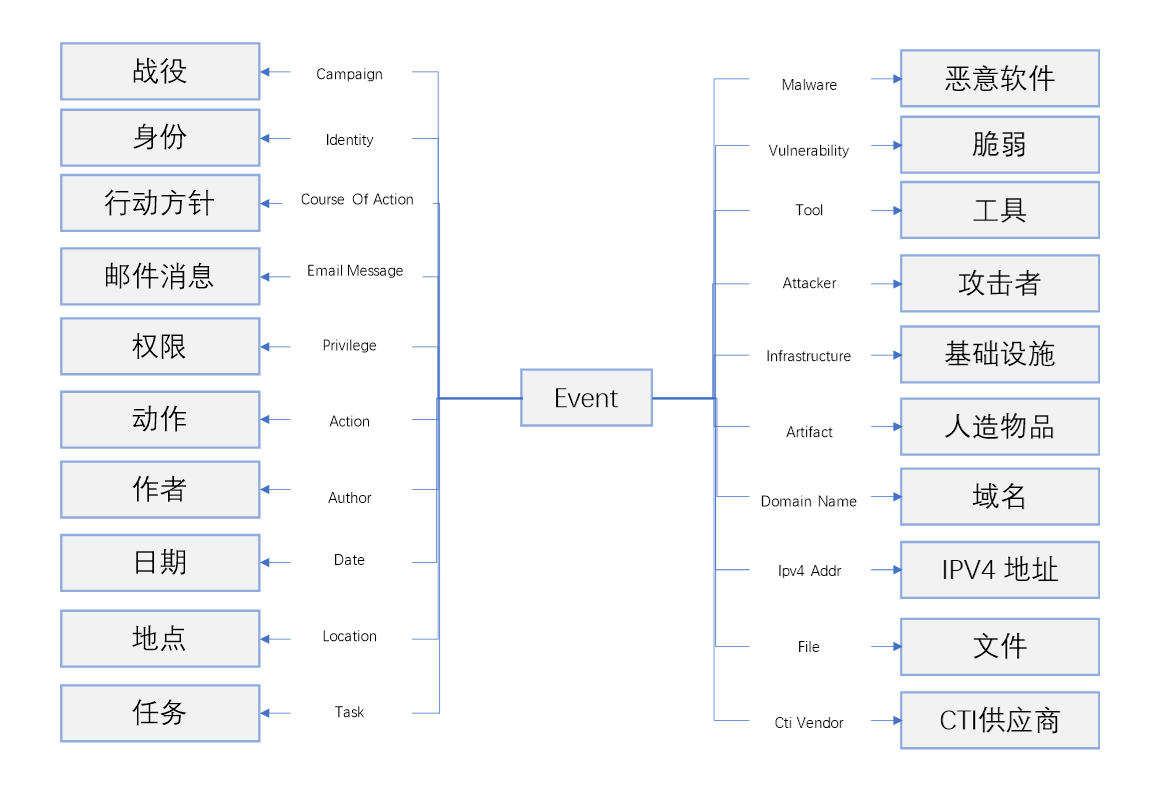 战役
Campaign
身份
Identity
行动方针
Course Of Action
邮件消息
Email Message
权限
Privilege
动作
Action
作者
Author
日期
Date
地点
Location
任务
Task
Event
Malware
恶意软件
Vulnerability
脆弱
Tool
工具
Attacker
攻击者
Infrastructure
基础设施
Artifact
人造物品
Domain Name
域名
Ipv4 Addr
IPV4 地址
File
文件
Cti Vendor
CTI供应商